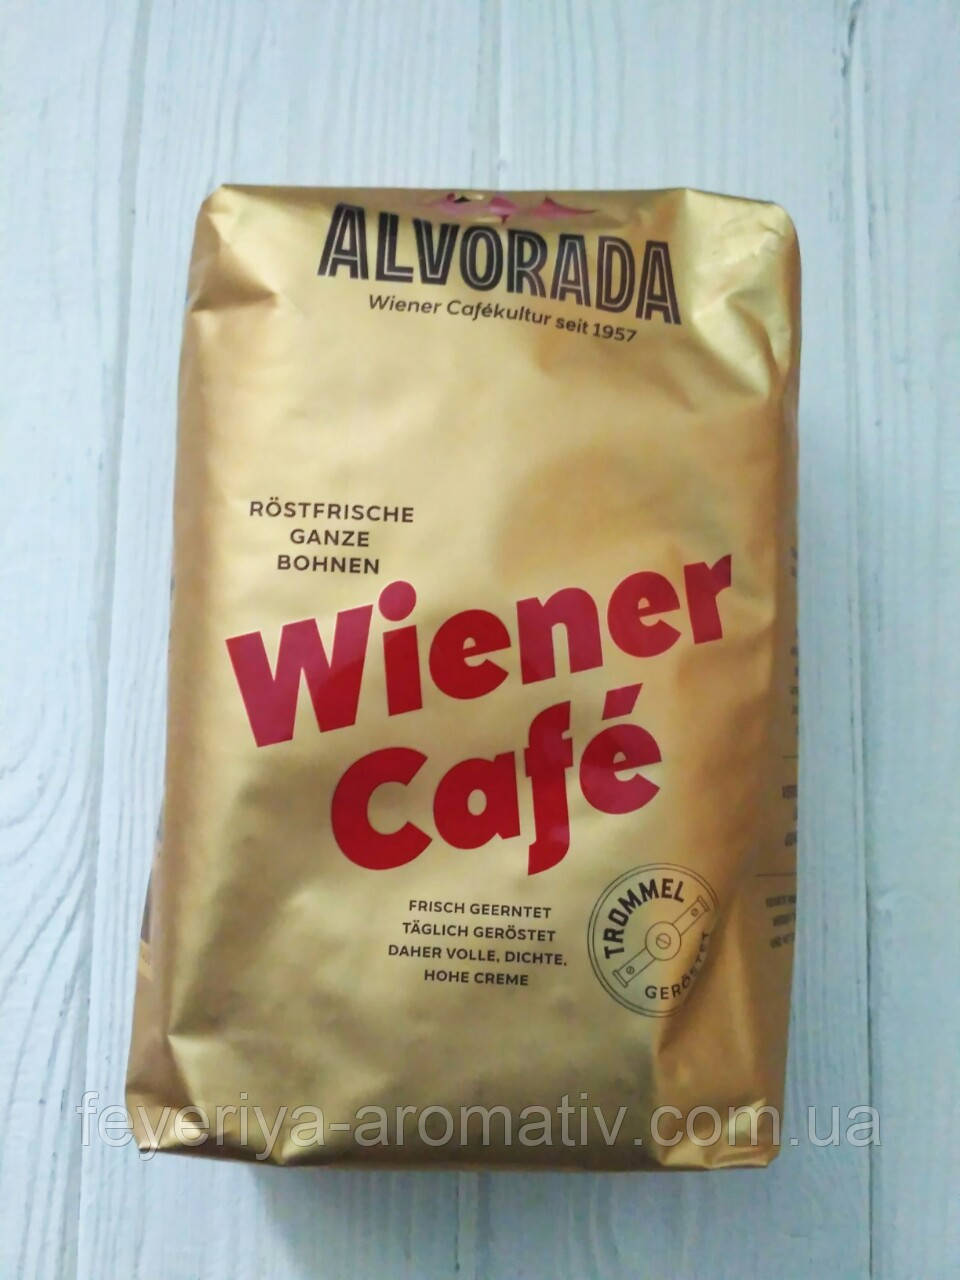 ALVORADA
Wiener Cafékultur seit 1957
RÖSTFRISCHE
GANZE
BOHNEN
Wiener
Café
FRISCH GEERNTET
TÄGLICH GERÖSTET
DAHER VOLLE, DICHTE,
HOHE CREME
TROMMEL
GERÖSTET
feyeriya-aromativ.com.ua